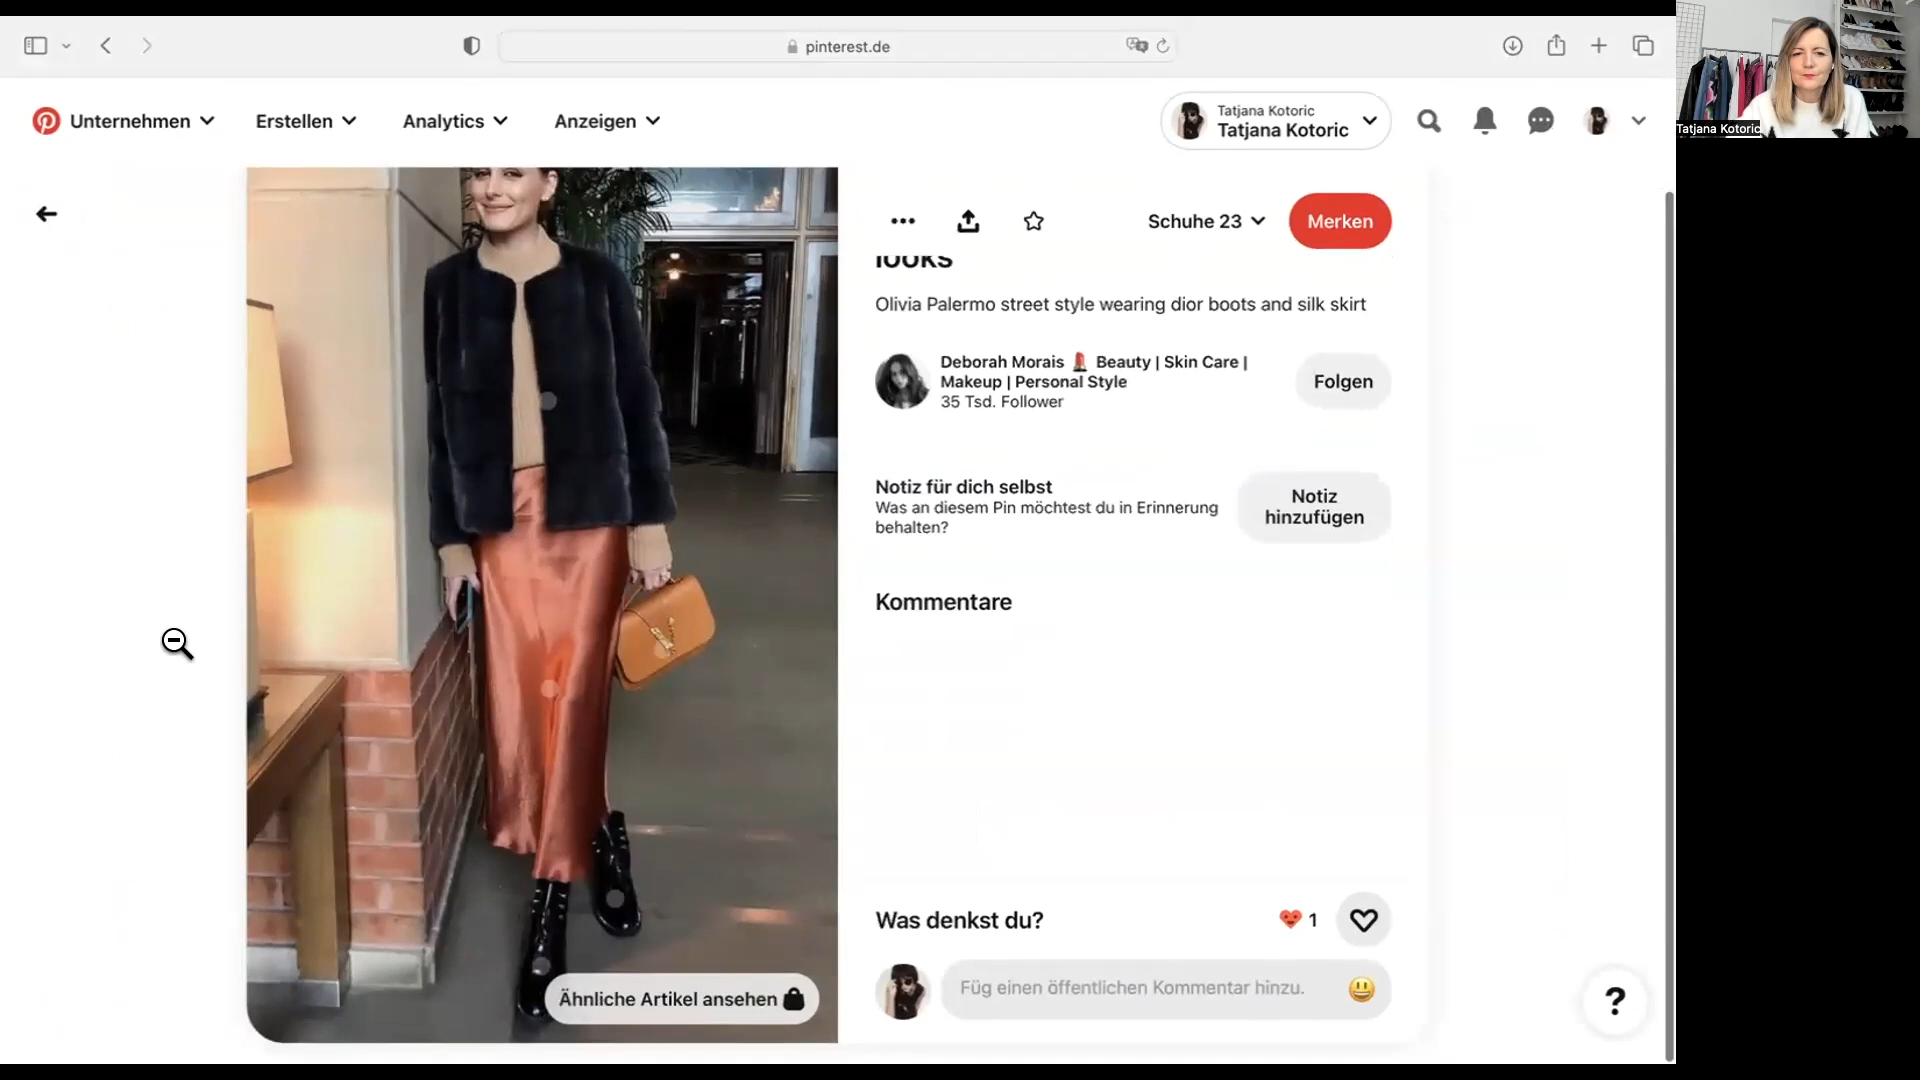 pinterest.de
Unternehmen
Erstellen
Analytics
Anzeigen
Tatjana Kotoric
Tatjana Kotoric
Tatjana Kotoric
Schuhe 23
Merken
looks
Olivia Palermo street style wearing dior boots and silk skirt
Deborah Morais 💄 Beauty | Skin Care |
Makeup | Personal Style
35 Tsd. Follower
Folgen
Notiz für dich selbst
Was an diesem Pin möchtest du in Erinnerung
behalten?
Notiz
hinzufügen
Kommentare
Was denkst du?
1
Füg einen öffentlichen Kommentar hinzu.
Ähnliche Artikel ansehen
?